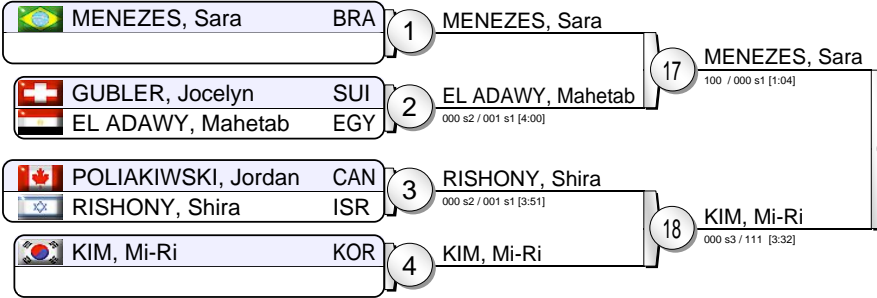 MENEZES, Sara BRA
1
MENEZES, Sara
17
MENEZES, Sara
100 / 000 s1 [1:04]
GUBLER, Jocelyn SUI
EL ADAWY, Mahetab EGY
2
EL ADAWY, Mahetab
000 s2 / 001 s1 [4:00]
POLIAKIWSKI, Jordan CAN
RISHONY, Shira ISR
3
RISHONY, Shira
000 s2 / 001 s1 [3:51]
18
KIM, Mi-Ri
000 s3 / 111 [3:32]
KIM, Mi-Ri KOR
4
KIM, Mi-Ri